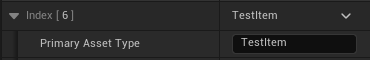 Index [ 6 ] TestItem
Primary Asset Type TestItem